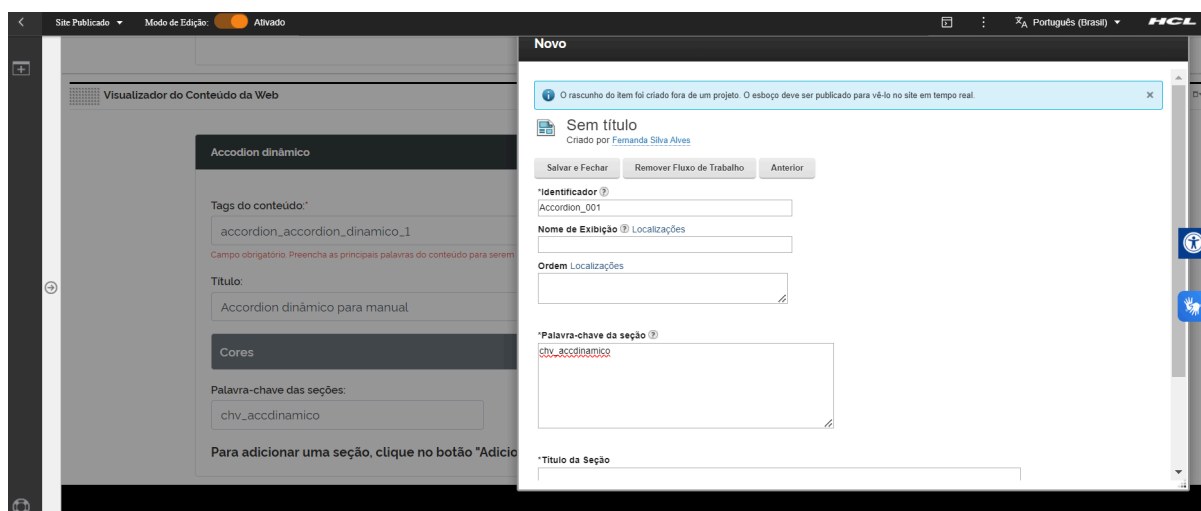 Site Publicado
Modo de Edição:
Ativado
Português (Brasil)
HCL
Visualizador do Conteúdo da Web
Accodion dinâmico
Tags do conteúdo:*
accordion_accordion_dinamico_1
Campo obrigatório. Preencha as principais palavras do conteúdo para serem
Título:
Accordion dinâmico para manual
Cores
Palavra-chave das seções:
chv_accdinamico
Para adicionar uma seção, clique no botão "Adicio
Novo
O rascunho do item foi criado fora de um projeto. O esboço deve ser publicado para vê-lo no site em tempo real.
Sem título
Criado por Fernanda Silva Alves
Salvar e Fechar
Remover Fluxo de Trabalho
Anterior
*Identificador
Accordion_001
Nome de Exibição Localizações
Ordem Localizações
*Palavra-chave da seção
chv_accdinamico
*Título da Seção